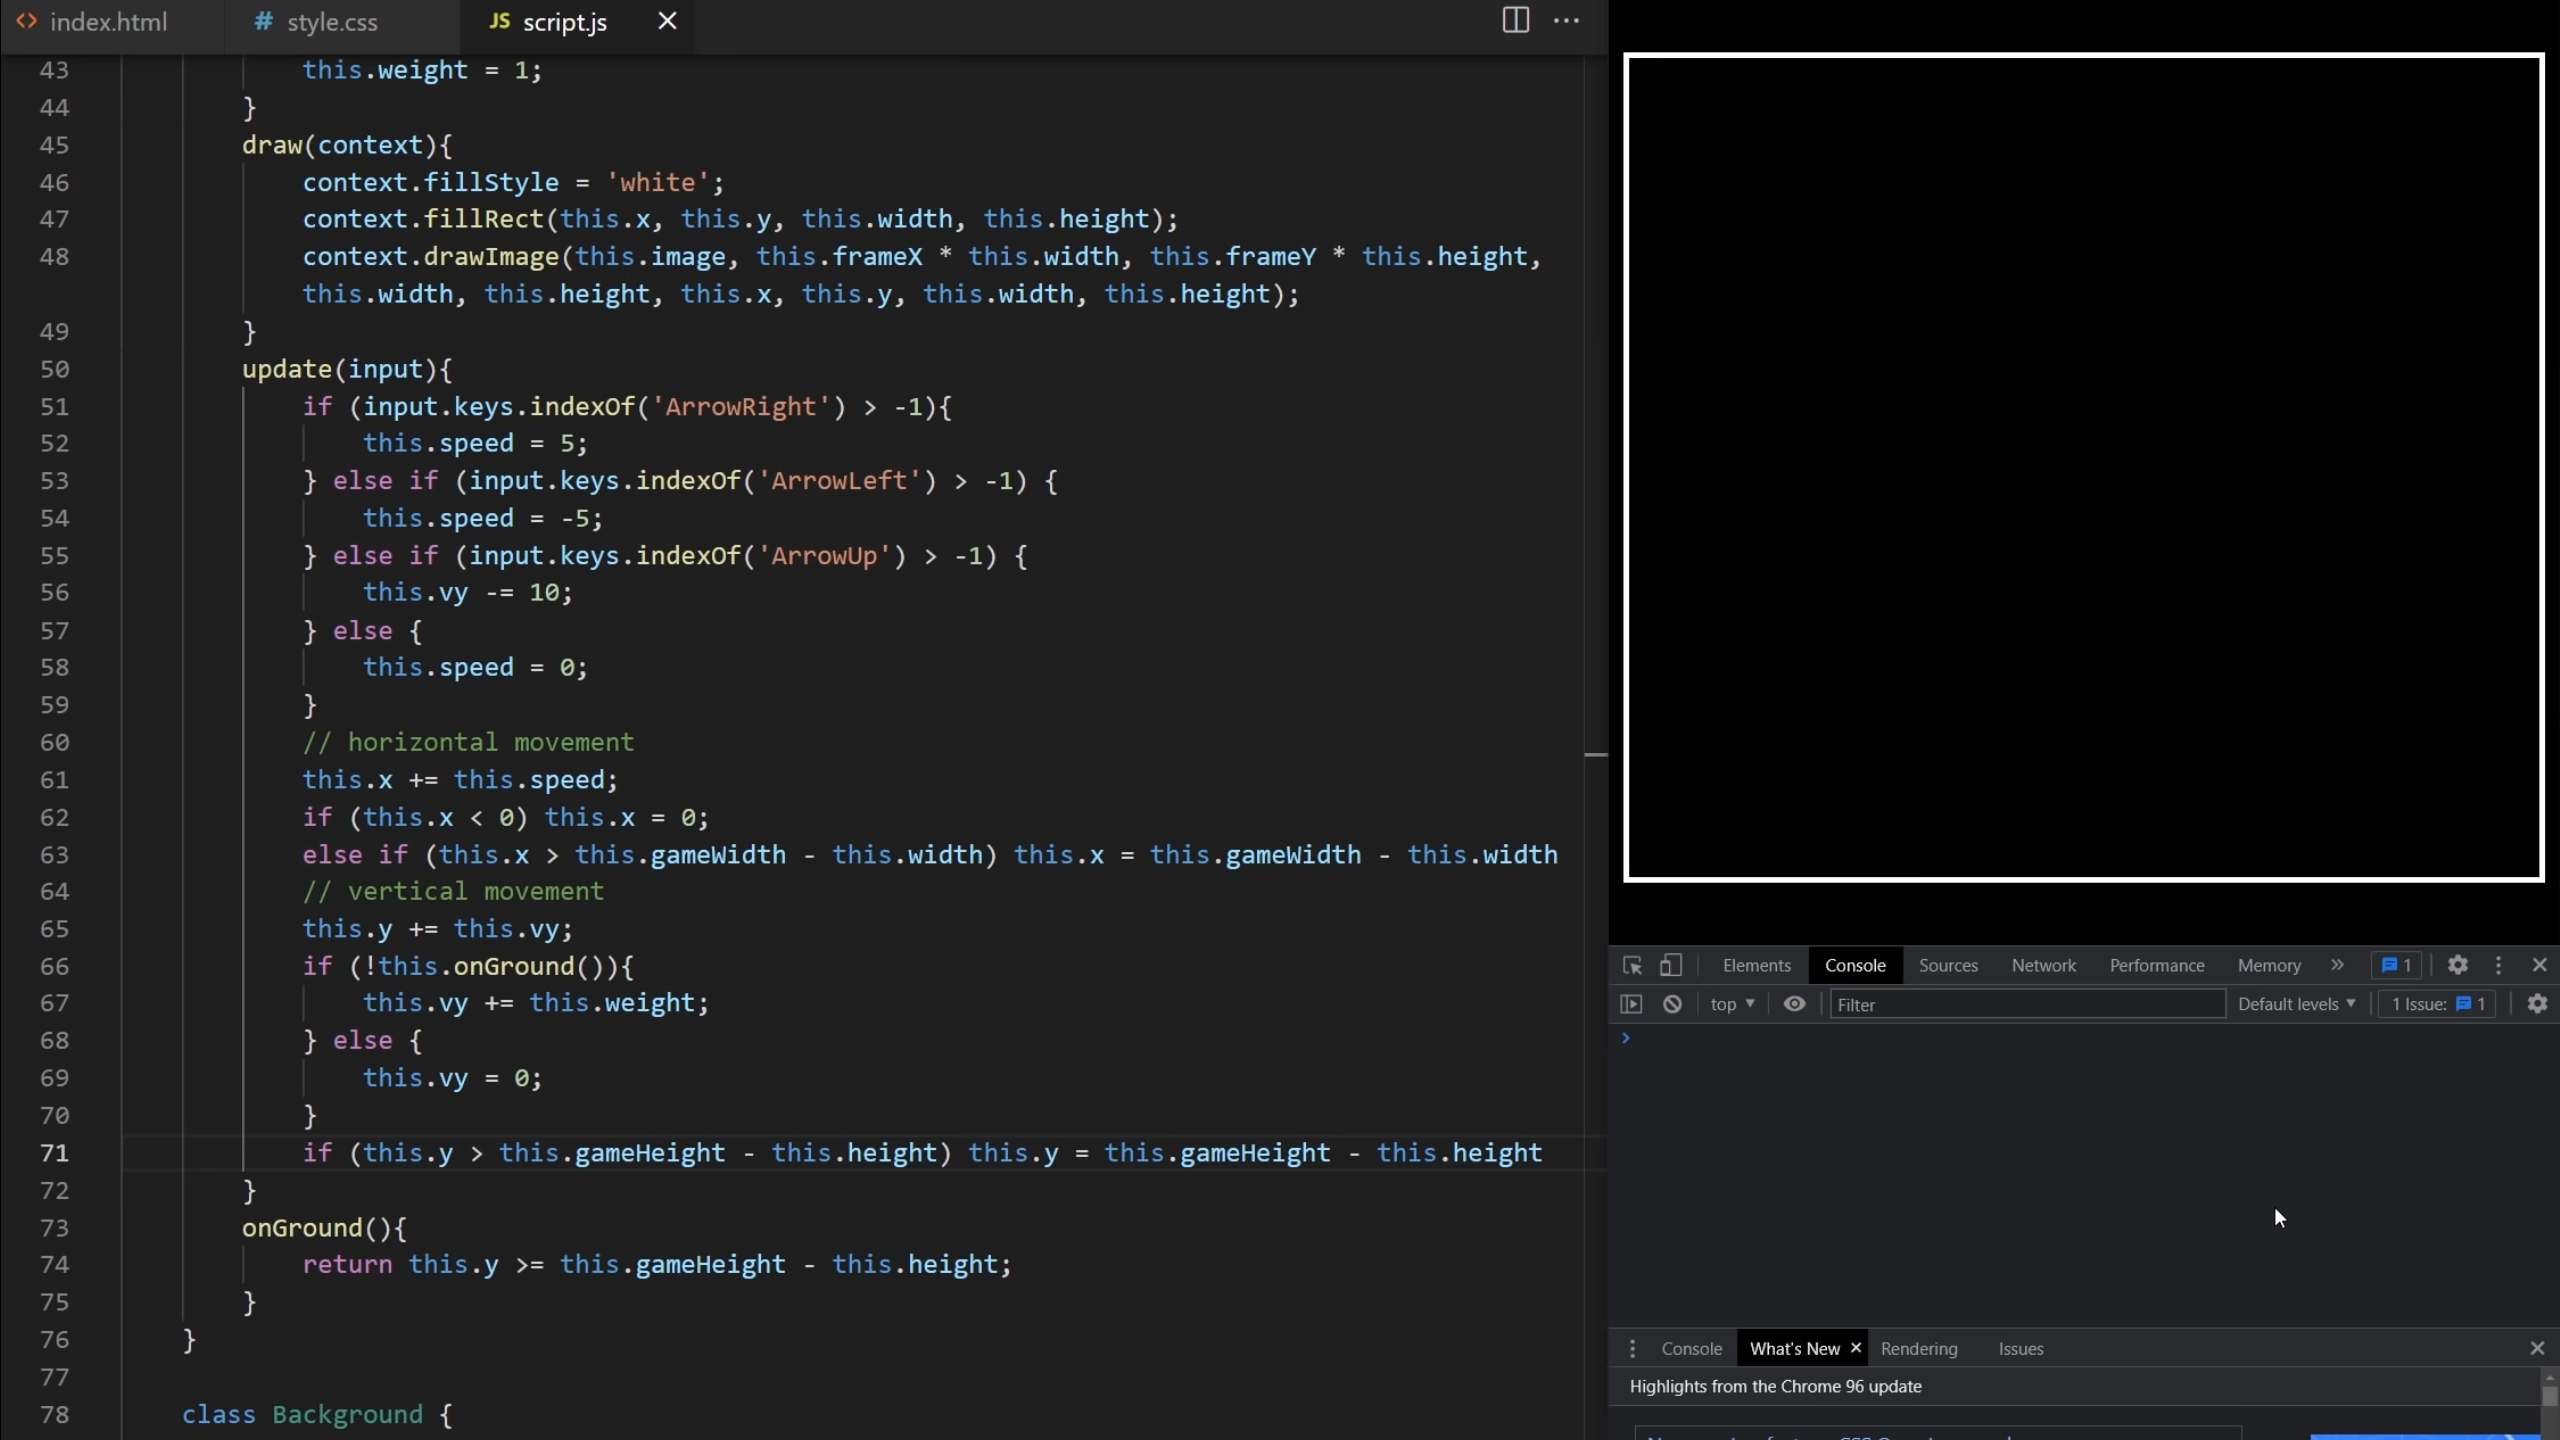 index.html
# style.css
JS script.js
43 this.weight = 1;
44 }
45 draw(context){
46 context.fillStyle = 'white';
47 context.fillRect(this.x, this.y, this.width, this.height);
48 context.drawImage(this.image, this.frameX * this.width, this.frameY * this.height,
this.width, this.height, this.x, this.y, this.width, this.height);
49 }
50 update(input){
51 if (input.keys.indexOf('ArrowRight') > -1){
52 this.speed = 5;
53 } else if (input.keys.indexOf('ArrowLeft') > -1) {
54 this.speed = -5;
55 } else if (input.keys.indexOf('ArrowUp') > -1) {
56 this.vy -= 10;
57 } else {
58 this.speed = 0;
59 }
60 // horizontal movement
61 this.x += this.speed;
62 if (this.x < 0) this.x = 0;
63 else if (this.x > this.gameWidth - this.width) this.x = this.gameWidth - this.width
64 // vertical movement
65 this.y += this.vy;
66 if (!this.onGround()){
67 this.vy += this.weight;
68 } else {
69 this.vy = 0;
70 }
71 if (this.y > this.gameHeight - this.height) this.y = this.gameHeight - this.height
72 }
73 onGround(){
74 return this.y >= this.gameHeight - this.height;
75 }
76 }
77
78 class Background {
Elements Console Sources Network Performance Memory » 1
top Filter Default levels 1 Issue: 1
Console What's New Rendering Issues
Highlights from the Chrome 96 update